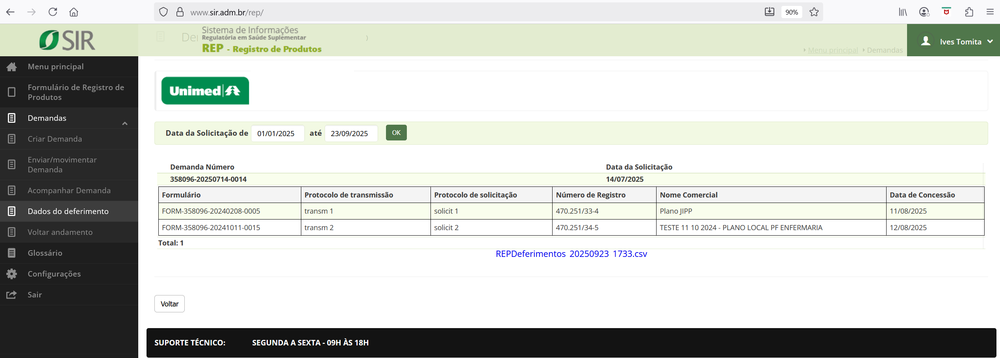 www.sir.adm.br/rep/
90%
SIR
Sistema de Informações
Regulatória em Saúde Suplementar
REP - Registro de Produtos
Menu principal
Demandas
Ives Tomita
Menu principal
Formulário de Registro de
Produtos
Demandas
Criar Demanda
Enviar/movimentar
Demanda
Acompanhar Demanda
Dados do deferimento
Voltar andamento
Glossário
Configurações
Sair
Unimed
Data da Solicitação de 01/01/2025 até 23/09/2025 OK
Demanda Número Data da Solicitação
358096-20250714-0014 14/07/2025
Formulário Protocolo de transmissão Protocolo de solicitação Número de Registro Nome Comercial Data de Concessão
FORM-358096-20240208-0005 transm 1 solicit 1 470.251/33-4 Plano JIPP 11/08/2025
FORM-358096-20241011-0015 transm 2 solicit 2 470.251/34-5 TESTE 11 10 2024 - PLANO LOCAL PF ENFERMARIA 12/08/2025
Total: 1
REPDeferimentos_20250923_1733.csv
Voltar
SUPORTE TÉCNICO: SEGUNDA A SEXTA - 09H ÀS 18H